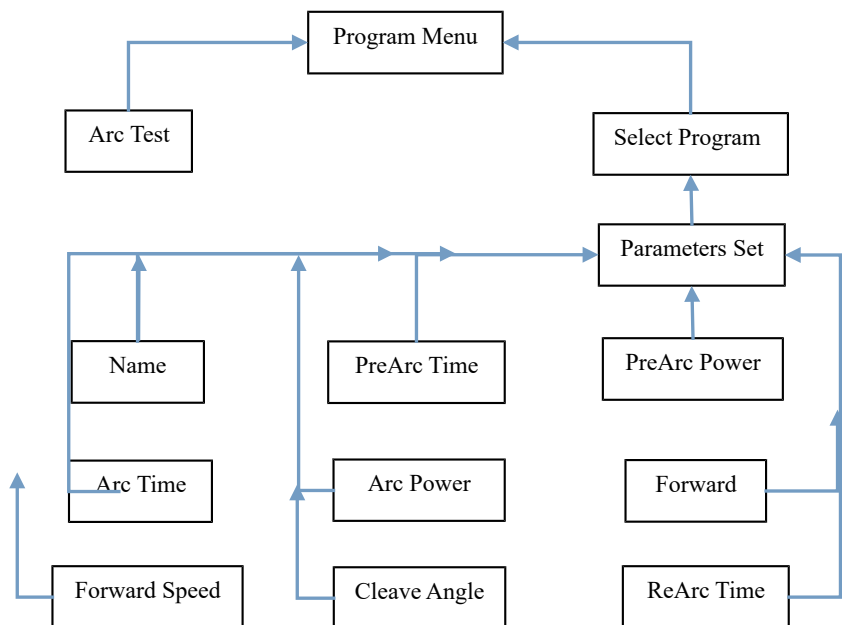 Program Menu
Arc Test
Select Program
Parameters Set
Name
PreArc Time
PreArc Power
Arc Time
Arc Power
Forward
Forward Speed
Cleave Angle
ReArc Time